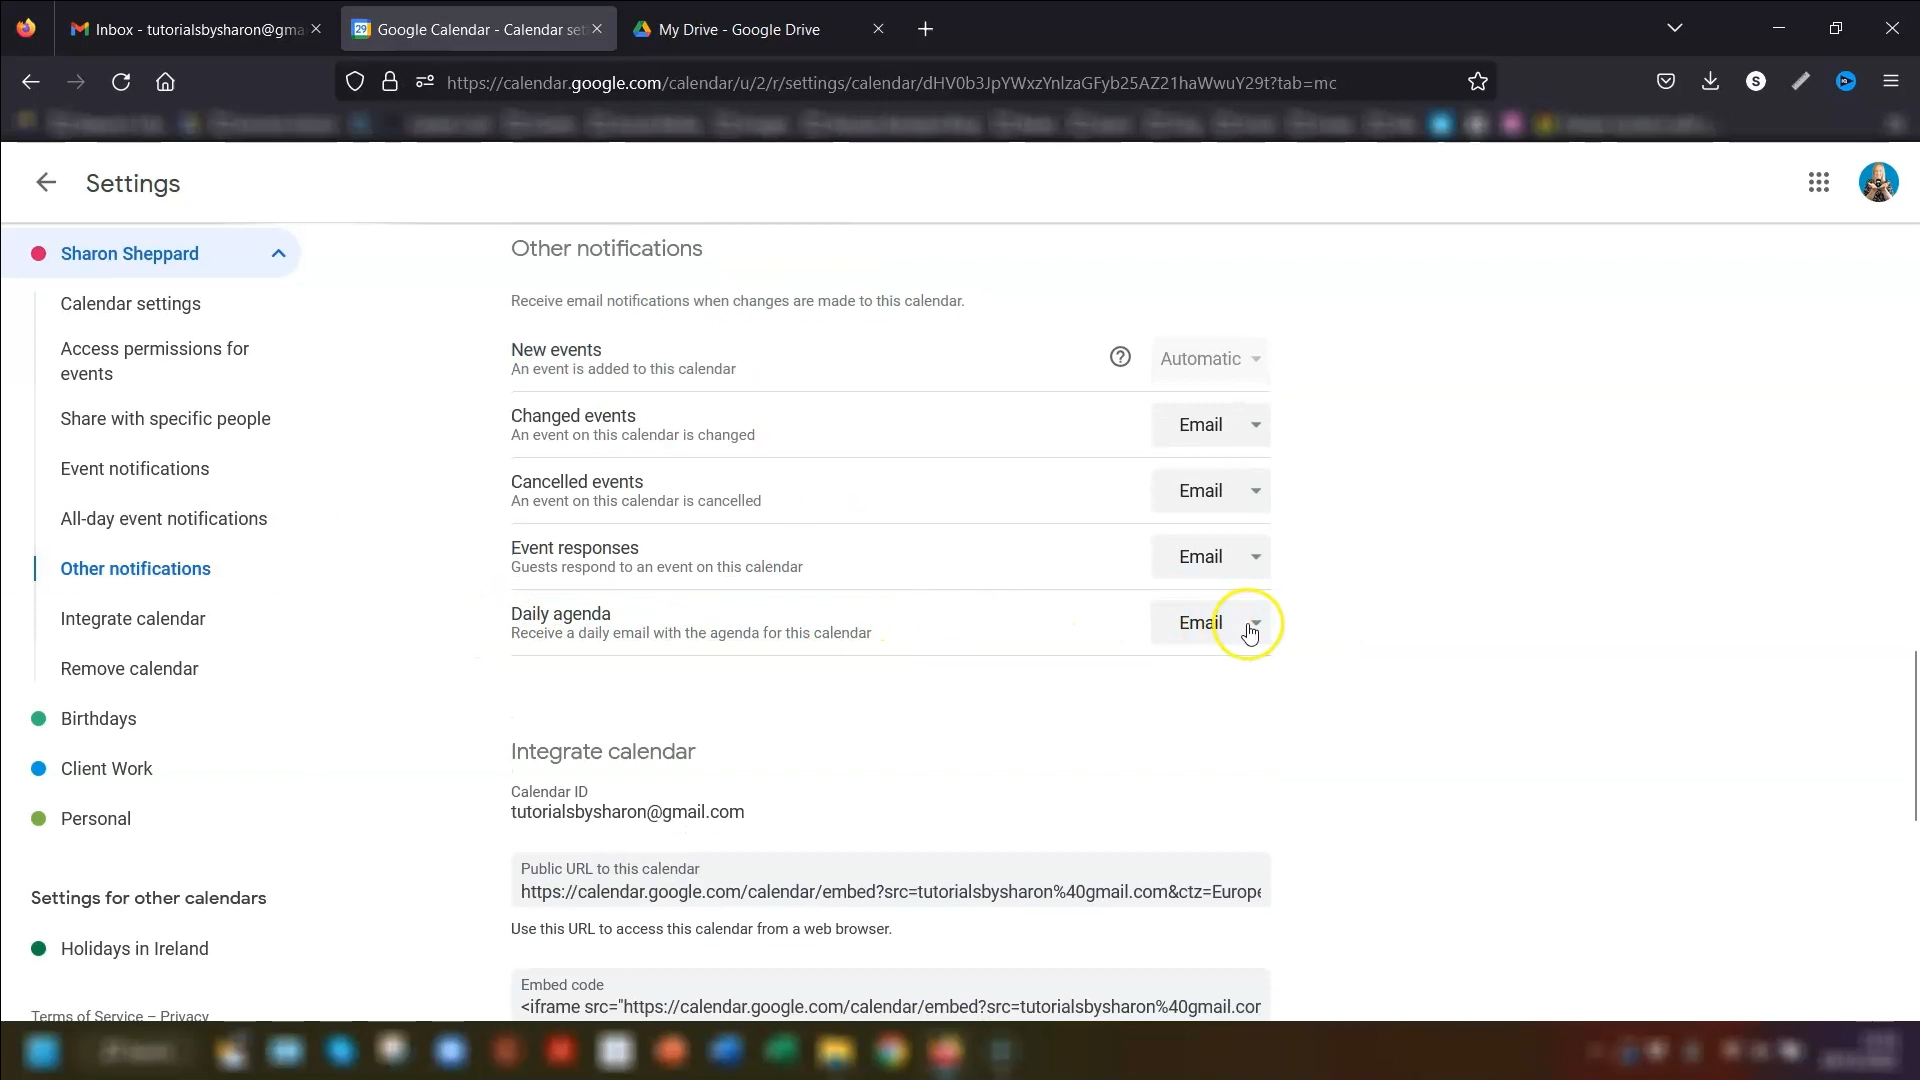 Inbox - tutorialsbysharon@gma
Google Calendar - Calendar set
My Drive - Google Drive
https://calendar.google.com/calendar/u/2/r/settings/calendar/dHV0b3JpYWxzYnlzaGFyb25AZ21haWwuY29t?tab=mc
Settings
Sharon Sheppard
Calendar settings
Access permissions for
events
Share with specific people
Event notifications
All-day event notifications
Other notifications
Integrate calendar
Remove calendar
Birthdays
Client Work
Personal
Settings for other calendars
Holidays in Ireland
Terms of Service – Privacy
Other notifications
Receive email notifications when changes are made to this calendar.
New events
An event is added to this calendar
Automatic
Changed events
An event on this calendar is changed
Email
Cancelled events
An event on this calendar is cancelled
Email
Event responses
Guests respond to an event on this calendar
Email
Daily agenda
Receive a daily email with the agenda for this calendar
Email
Integrate calendar
Calendar ID
tutorialsbysharon@gmail.com
Public URL to this calendar
https://calendar.google.com/calendar/embed?src=tutorialsbysharon%40gmail.com&ctz=Europe
Use this URL to access this calendar from a web browser.
Embed code
<iframe src="https://calendar.google.com/calendar/embed?src=tutorialsbysharon%40gmail.cor